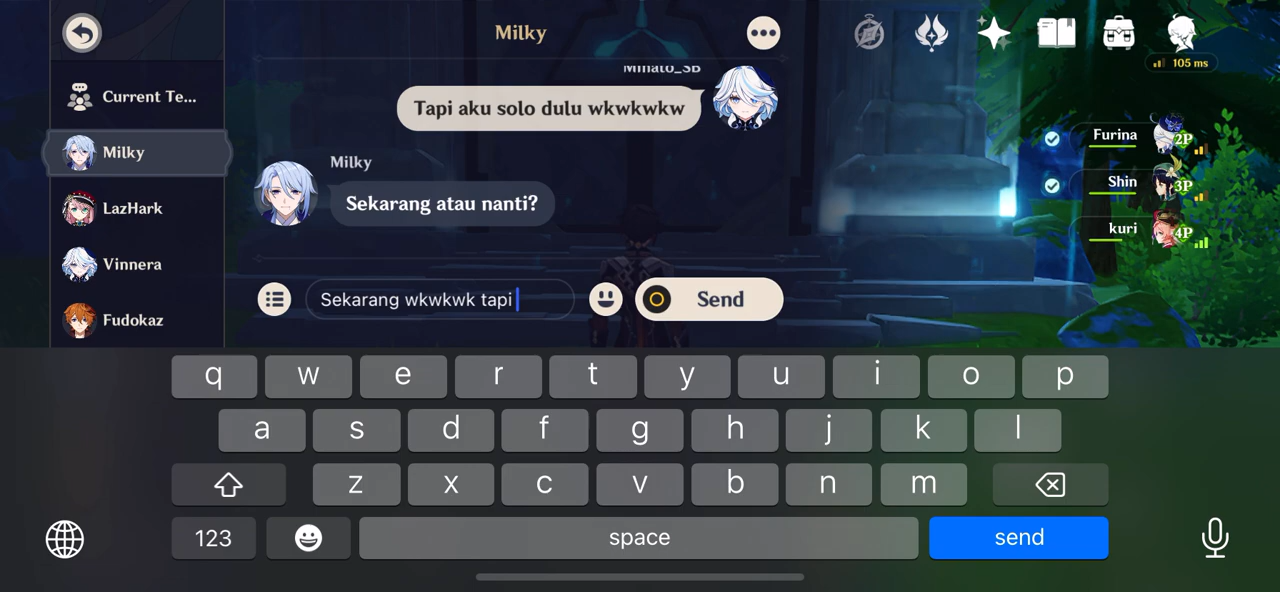 Milky
105 ms
Current Te...
Milky
LazHark
Vinnera
Fudokaz
Minato_SB
Tapi aku solo dulu wkwkwkw
Milky
Sekarang atau nanti?
Sekarang wkwkwk tapi
Send
Furina
2P
Shin
3P
kuri
4P
q w e r t y u i o p
a s d f g h j k l
z x c v b n m
123
space
send